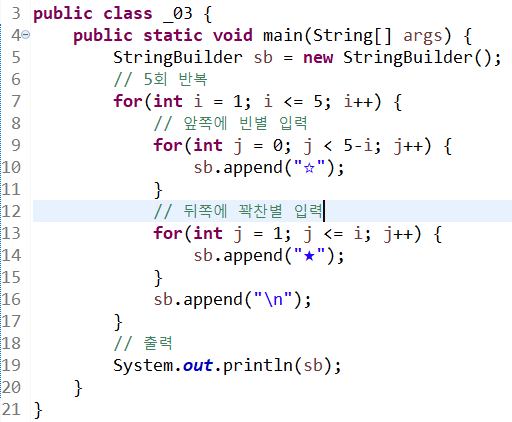 3 public class _03 {
4 public static void main(String[] args) {
5 StringBuilder sb = new StringBuilder();
6 // 5회 반복
7 for(int i = 1; i <= 5; i++) {
8 // 앞쪽에 빈별 입력
9 for(int j = 0; j < 5-i; j++) {
10 sb.append("☆");
11 }
12 // 뒤쪽에 꽉찬별 입력
13 for(int j = 1; j <= i; j++) {
14 sb.append("★");
15 }
16 sb.append("\n");
17 }
18 // 출력
19 System.out.println(sb);
20 }
21 }